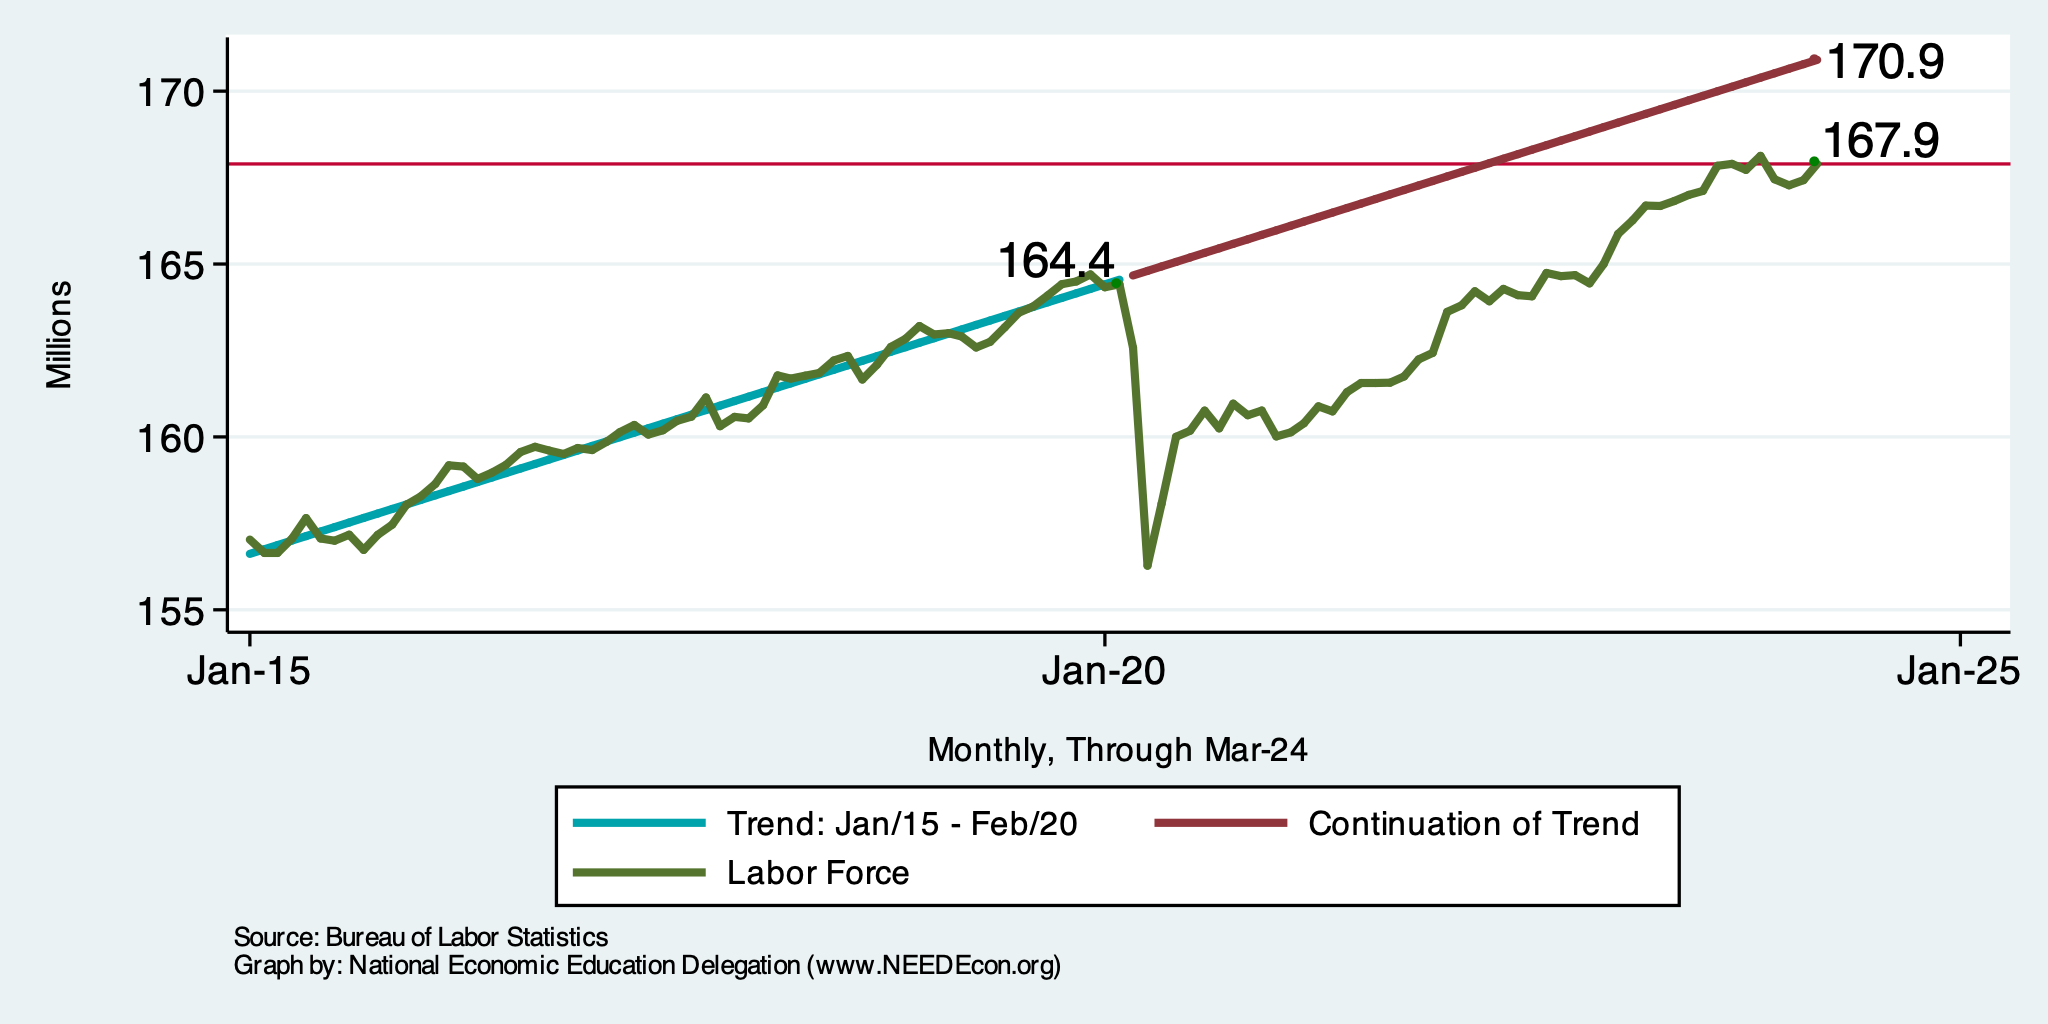 170.9
170
167.9
164.4
165
Millions
160
155
Jan-15
Jan-20
Jan-25
Monthly, Through Mar-24
Trend: Jan/15 - Feb/20
Continuation of Trend
Labor Force
Source: Bureau of Labor Statistics
Graph by: National Economic Education Delegation (www.NEEDEcon.org)